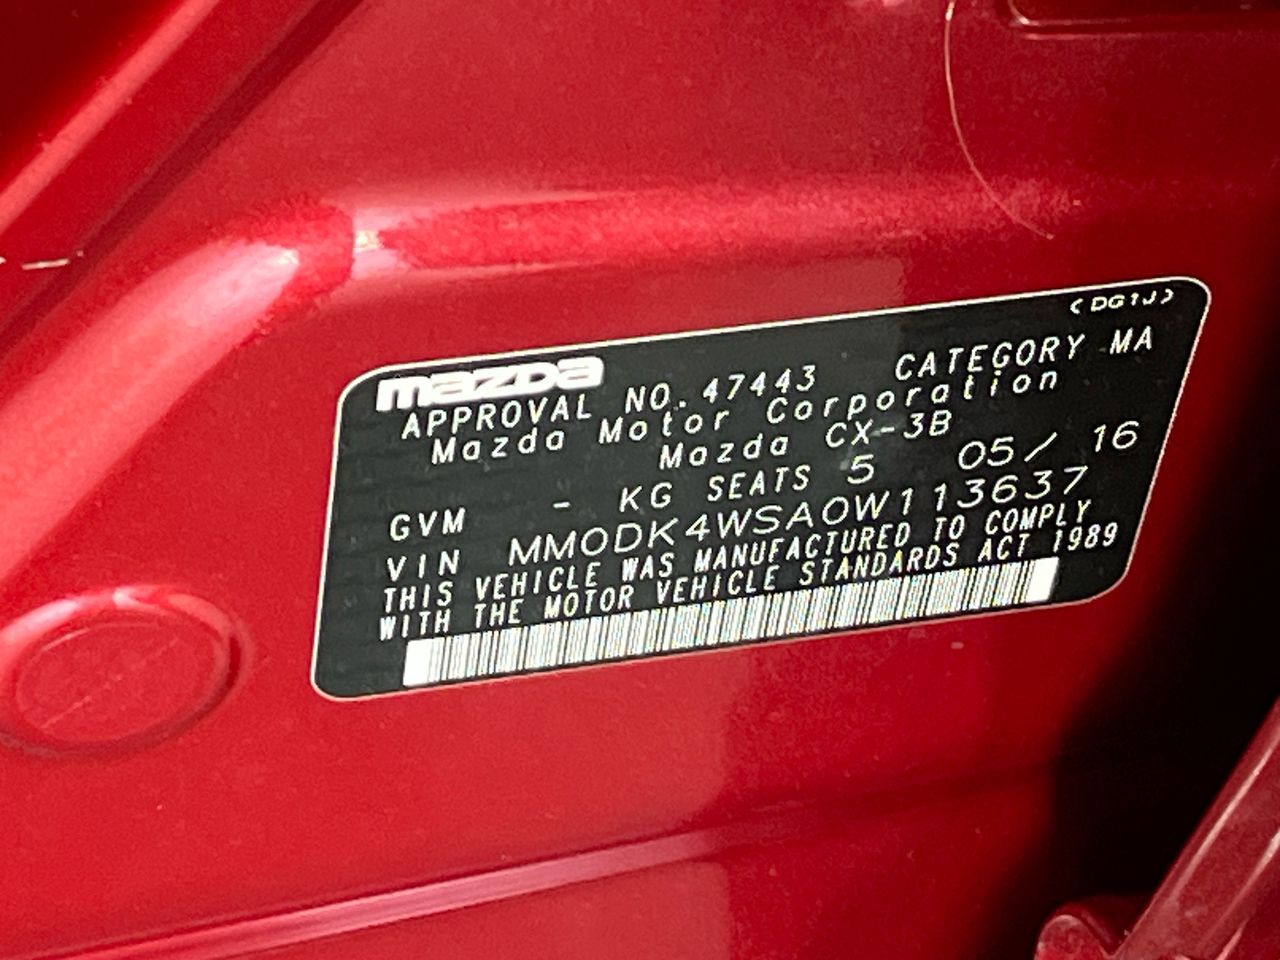 (DG1J)
mazda
APPROVAL NO. 47443 CATEGORY MA
Mazda Motor Corporation
Mazda CX-3B
GVM - KG SEATS 5 05/ 16
VIN MM0DK4WSA0W113637
THIS VEHICLE WAS MANUFACTURED TO COMPLY
WITH THE MOTOR VEHICLE STANDARDS ACT 1989